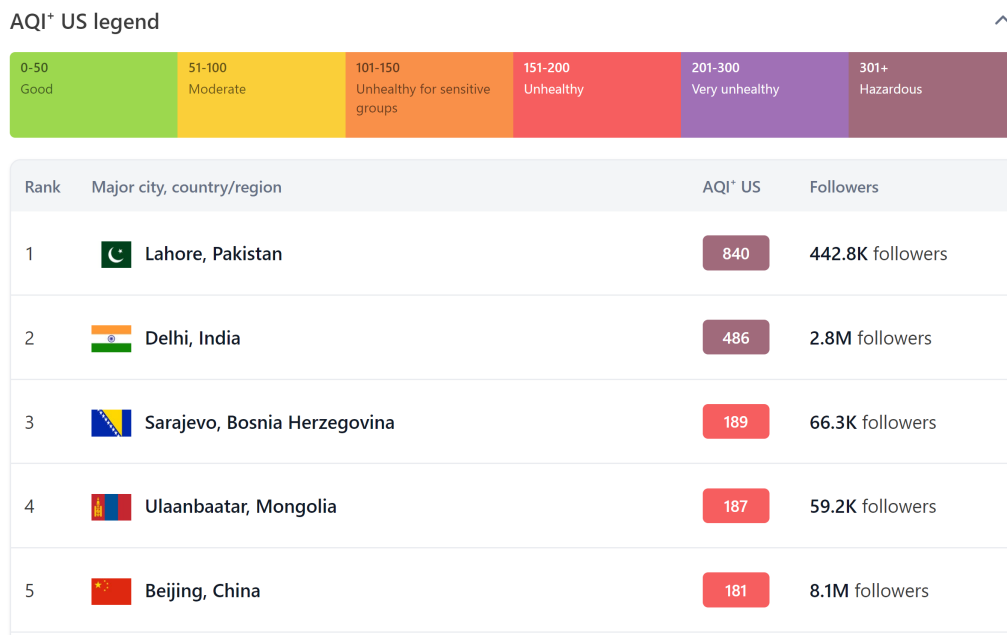 AQI⁺ US legend
0-50 51-100 101-150 151-200 201-300 301+
Good Moderate Unhealthy for sensitive groups Unhealthy Very unhealthy Hazardous
Rank Major city, country/region AQI⁺ US Followers
1 Lahore, Pakistan 840 442.8K followers
2 Delhi, India 486 2.8M followers
3 Sarajevo, Bosnia Herzegovina 189 66.3K followers
4 Ulaanbaatar, Mongolia 187 59.2K followers
5 Beijing, China 181 8.1M followers